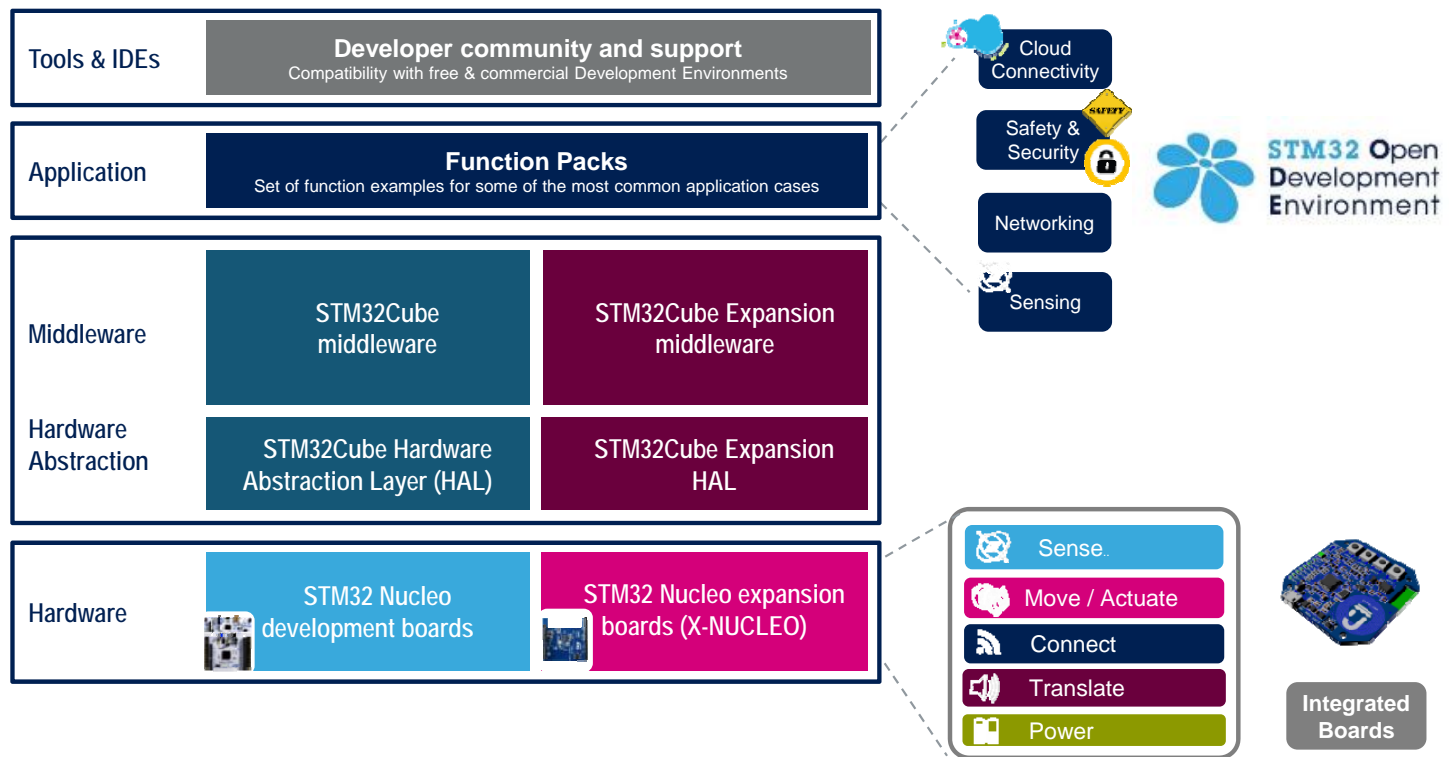 Tools & IDEs
Developer community and support
Compatibility with free & commercial Development Environments
Application
Function Packs
Set of function examples for some of the most common application cases
Middleware
STM32Cube
middleware
STM32Cube Expansion
middleware
Hardware
Abstraction
STM32Cube Hardware
Abstraction Layer (HAL)
STM32Cube Expansion
HAL
Hardware
STM32 Nucleo
development boards
STM32 Nucleo expansion
boards (X-NUCLEO)
Cloud
Connectivity
SAFETY
Safety &
Security
Networking
Sensing
STM32 Open
Development
Environment
Sense..
Move / Actuate
Connect
Translate
Power
Integrated
Boards